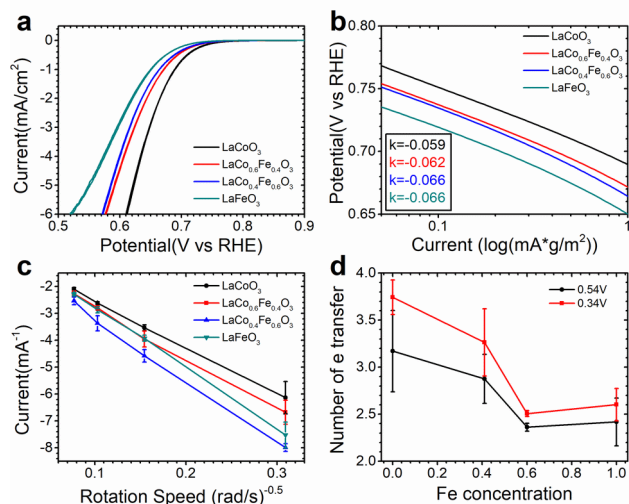 a
Current(mA/cm²)
0
-1
-2
-3
-4
-5
-6
0.5 0.6 0.7 0.8 0.9
Potential(V vs RHE)
LaCoO₃
LaCo₀.₆Fe₀.₄O₃
LaCo₀.₄Fe₀.₆O₃
LaFeO₃
b
Potential(V vs RHE)
0.80
0.75
0.70
0.65
0.1 1
Current (log(mA*g/m²))
LaCoO₃
LaCo₀.₆Fe₀.₄O₃
LaCo₀.₄Fe₀.₆O₃
LaFeO₃
k=-0.059
k=-0.062
k=-0.066
k=-0.066
c
Current(mA⁻¹)
-2
-3
-4
-5
-6
-7
-8
0.1 0.2 0.3
Rotation Speed (rad/s)⁻⁰·⁵
LaCoO₃
LaCo₀.₆Fe₀.₄O₃
LaCo₀.₄Fe₀.₆O₃
LaFeO₃
d
Number of e transfer
4.0
3.5
3.0
2.5
2.0
0.0 0.2 0.4 0.6 0.8 1.0
Fe concentration
0.54V
0.34V